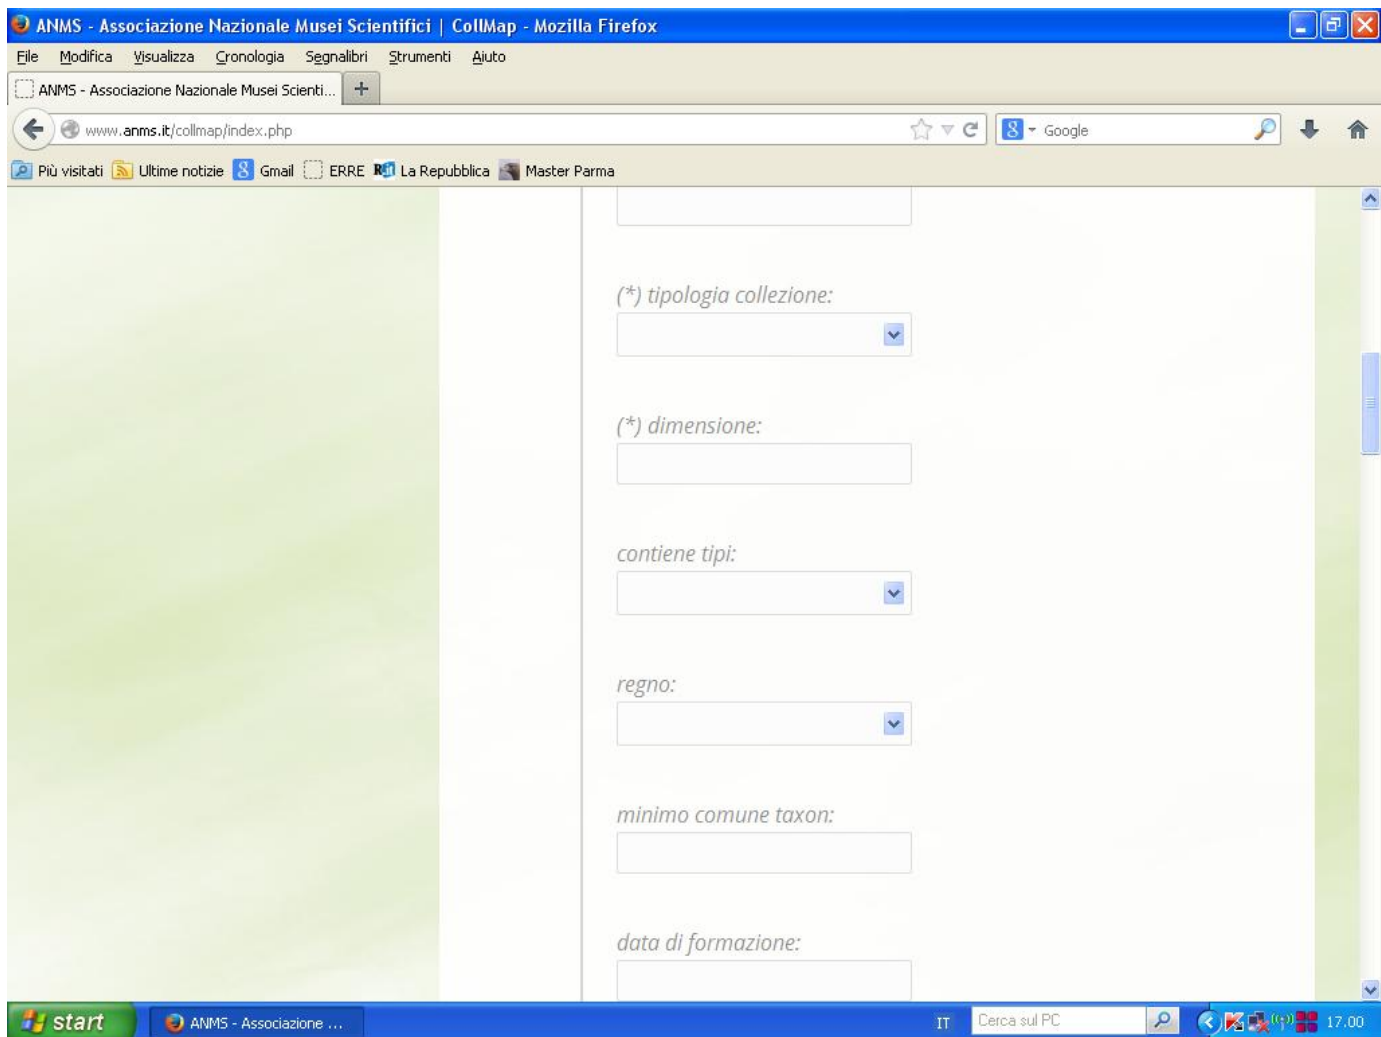 ANMS - Associazione Nazionale Musei Scientifici | CollMap - Mozilla Firefox
File Modifica Visualizza Cronologia Segnalibri Strumenti Aiuto
ANMS - Associazione Nazionale Musei Scienti...
www.anms.it/collmap/index.php Google
Più visitati Ultime notizie Gmail ERRE La Repubblica Master Parma
(*) tipologia collezione:
(*) dimensione:
contiene tipi:
regno:
minimo comune taxon:
data di formazione:
start ANMS - Associazione ... IT Cerca sul PC 17.00